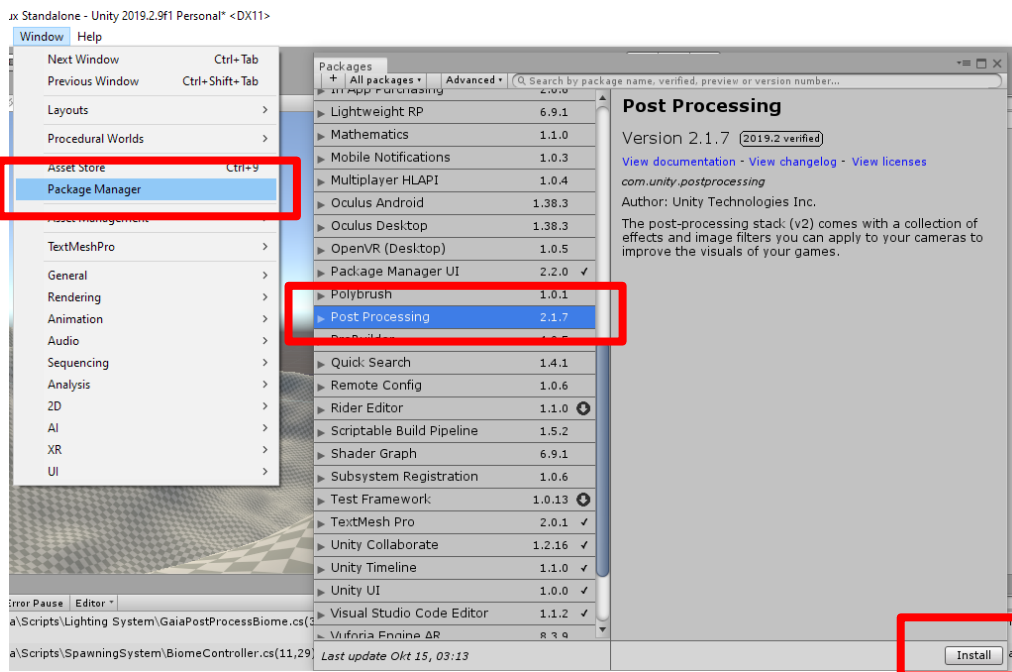 ux Standalone - Unity 2019.2.9f1 Personal* <DX11>
Window Help
Next Window Ctrl+Tab
Previous Window Ctrl+Shift+Tab
Layouts
Procedural Worlds
Asset Store Ctrl+9
Package Manager
Asset Management
TextMeshPro
General
Rendering
Animation
Audio
Sequencing
Analysis
2D
AI
XR
UI
Packages
+ All packages Advanced Search by package name, verified, preview or version number...
In App Purchasing 2.0.6
Lightweight RP 6.9.1
Mathematics 1.1.0
Mobile Notifications 1.0.3
Multiplayer HLAPI 1.0.4
Oculus Android 1.38.3
Oculus Desktop 1.38.3
OpenVR (Desktop) 1.0.5
Package Manager UI 2.2.0 ✓
Polybrush 1.0.1
Post Processing 2.1.7
ProBuilder
Quick Search 1.4.1
Remote Config 1.0.6
Rider Editor 1.1.0
Scriptable Build Pipeline 1.5.2
Shader Graph 6.9.1
Subsystem Registration 1.0.6
Test Framework 1.0.13
TextMesh Pro 2.0.1 ✓
Unity Collaborate 1.2.16 ✓
Unity Timeline 1.1.0 ✓
Unity UI 1.0.0 ✓
Visual Studio Code Editor 1.1.2 ✓
Vuforia Engine AR 8.3.9
Last update Okt 15, 03:13
Post Processing
Version 2.1.7 2019.2 verified
View documentation - View changelog - View licenses
com.unity.postprocessing
Author: Unity Technologies Inc.
The post-processing stack (v2) comes with a collection of
effects and image filters you can apply to your cameras to
improve the visuals of your games.
Install
Error Pause Editor
a\Scripts\Lighting System\GaiaPostProcessBiome.cs(3
a\Scripts\SpawningSystem\BiomeController.cs(11,29)